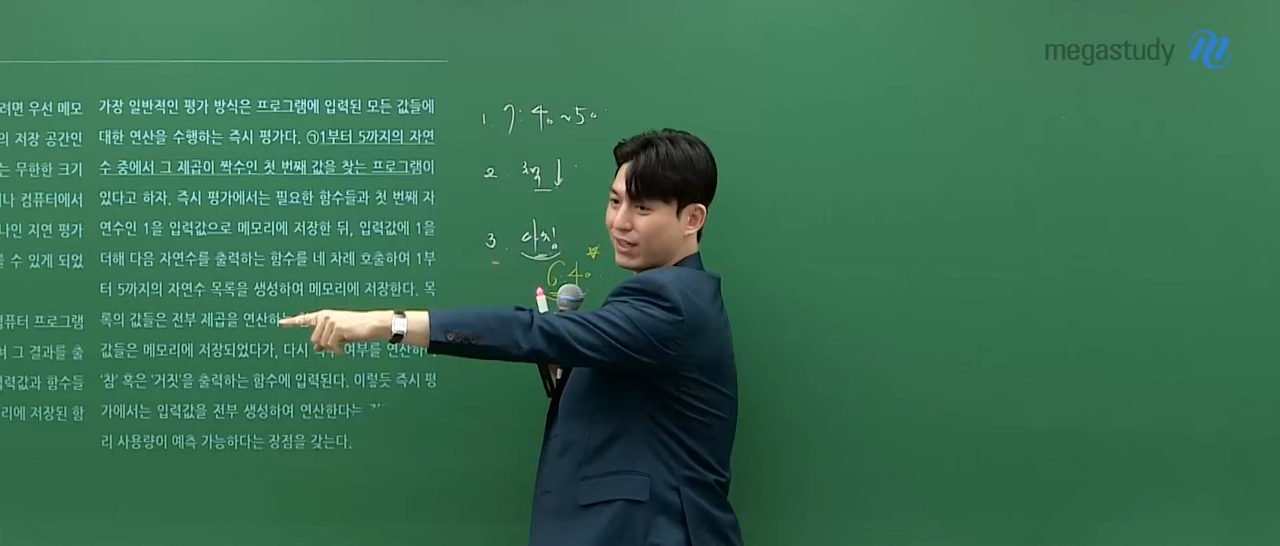 megastudy
려면 우선 메모
의 저장 공간인
는 무한한 크기
나 컴퓨터에서
나인 지연 평가
를 수 있게 되었
컴퓨터 프로그램
쳐 그 결과를 출
입력값과 함수들
리에 저장된 함
가장 일반적인 평가 방식은 프로그램에 입력된 모든 값들에
대한 연산을 수행하는 즉시 평가다. ㉠1부터 5까지의 자연
수 중에서 그 제곱이 짝수인 첫 번째 값을 찾는 프로그램이
있다고 하자. 즉시 평가에서는 필요한 함수들과 첫 번째 자
연수인 1을 입력값으로 메모리에 저장한 뒤, 입력값에 1을
더해 다음 자연수를 출력하는 함수를 네 차례 호출하여 1부
터 5까지의 자연수 목록을 생성하여 메모리에 저장한다. 목
록의 값들은 전부 제곱을 연산하
값들은 메모리에 저장되었다가, 다시 여부를 연산하
'참' 혹은 '거짓'을 출력하는 함수에 입력된다. 이렇듯 즉시 평
가에서는 입력값을 전부 생성하여 연산한다는
리 사용량이 예측 가능하다는 장점을 갖는다.
1. 7:40~50
2. 책↓
3. 아침
6:40